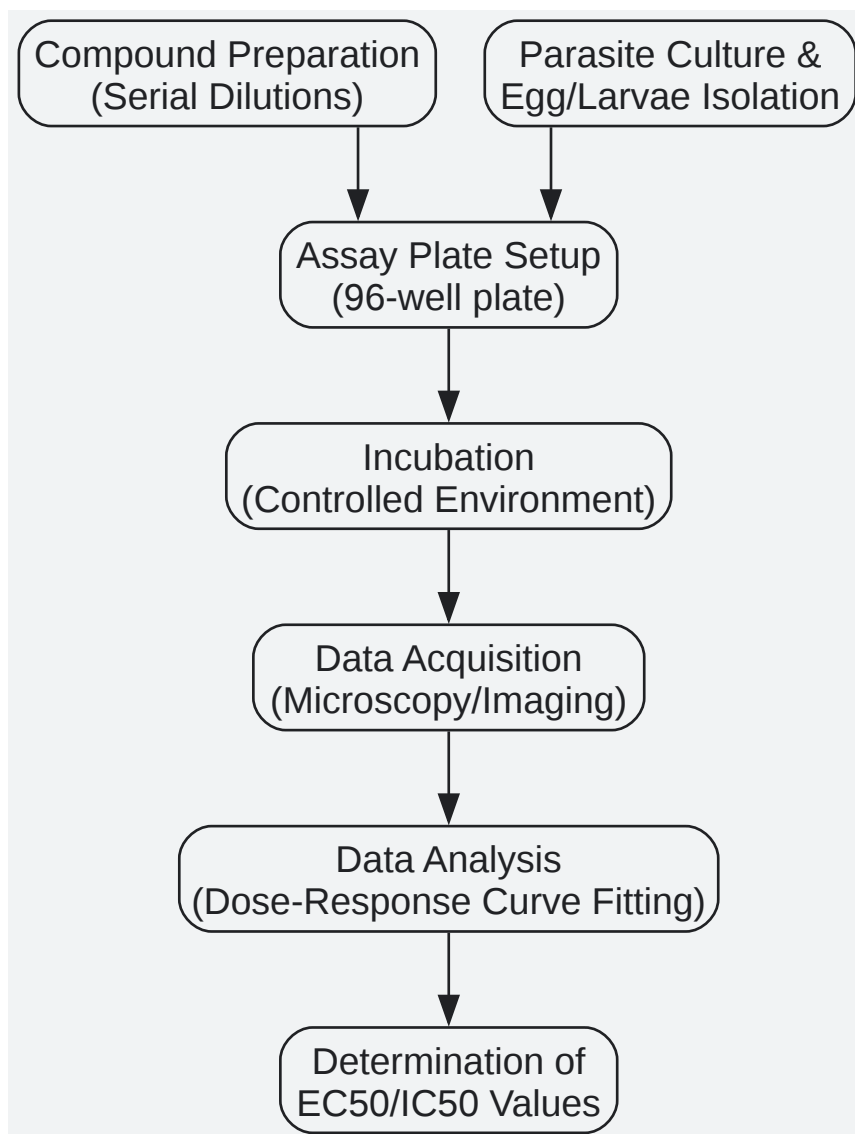 Compound Preparation
(Serial Dilutions)
Parasite Culture &
Egg/Larvae Isolation
Assay Plate Setup
(96-well plate)
Incubation
(Controlled Environment)
Data Acquisition
(Microscopy/Imaging)
Data Analysis
(Dose-Response Curve Fitting)
Determination of
EC50/IC50 Values